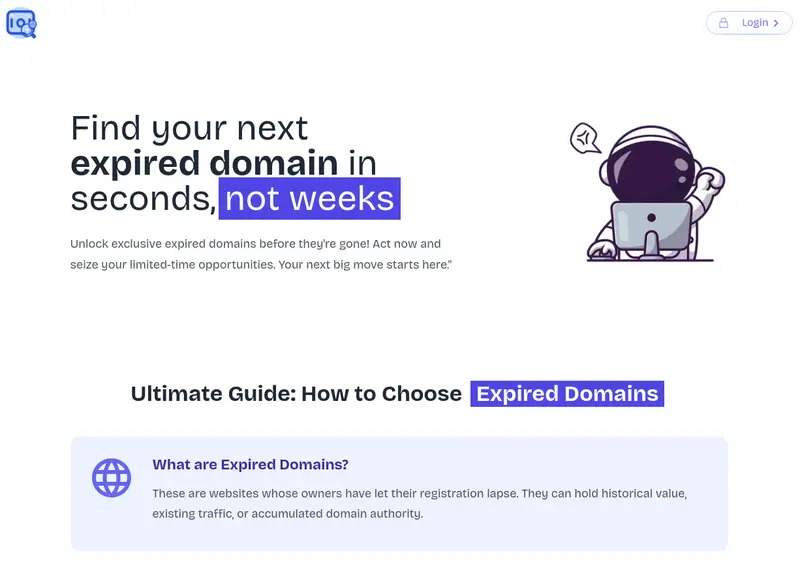 Login
Find your next
expired domain in
seconds, not weeks
Unlock exclusive expired domains before they're gone! Act now and
seize your limited-time opportunities. Your next big move starts here."
Ultimate Guide: How to Choose Expired Domains
What are Expired Domains?
These are websites whose owners have let their registration lapse. They can hold historical value,
existing traffic, or accumulated domain authority.